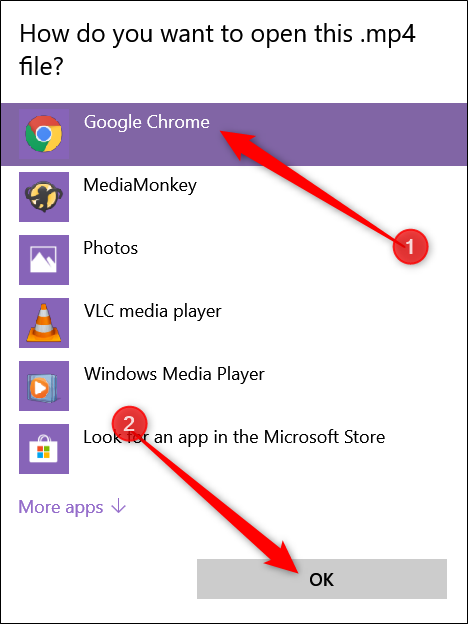 How do you want to open this .mp4
file?
Google Chrome
1
MediaMonkey
Photos
VLC media player
Windows Media Player
2
Look for an app in the Microsoft Store
More apps ↓
OK